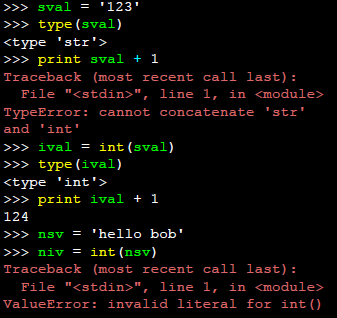 >>> sval = '123'
>>> type(sval)
<type 'str'>
>>> print sval + 1
Traceback (most recent call last):
  File "<stdin>", line 1, in <module>
TypeError: cannot concatenate 'str'
and 'int'
>>> ival = int(sval)
>>> type(ival)
<type 'int'>
>>> print ival + 1
124
>>> nsv = 'hello bob'
>>> niv = int(nsv)
Traceback (most recent call last):
  File "<stdin>", line 1, in <module>
ValueError: invalid literal for int()